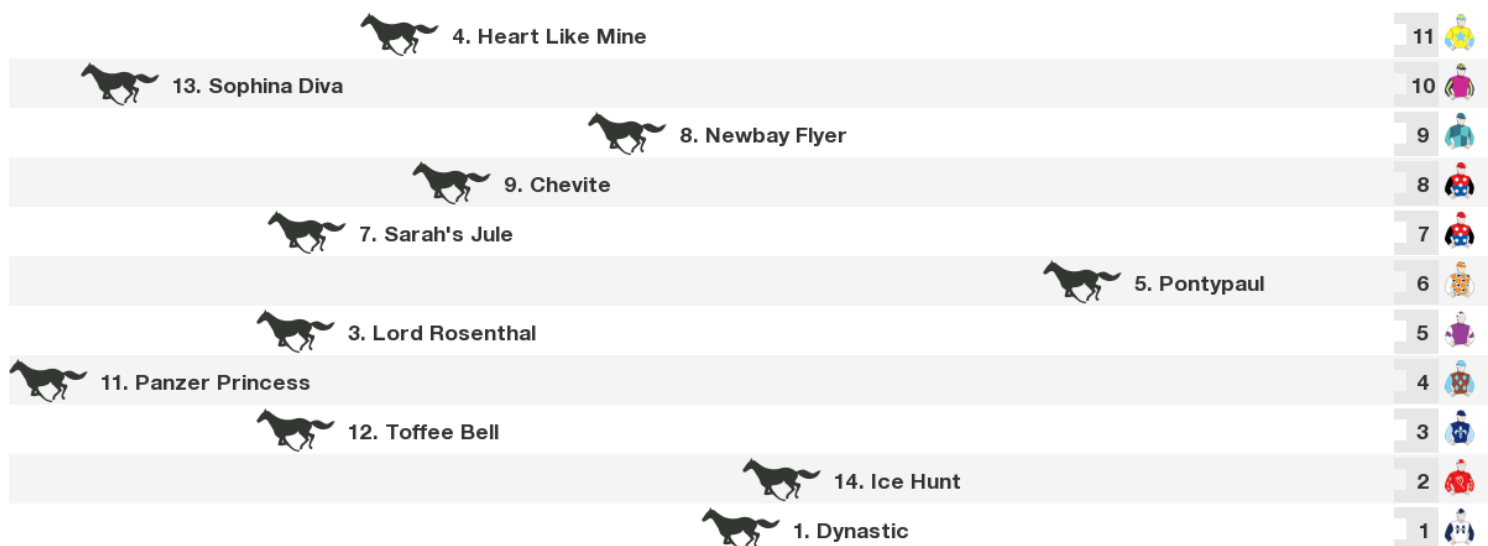 4. Heart Like Mine 11
13. Sophina Diva 10
8. Newbay Flyer 9
9. Chevite 8
7. Sarah's Jule 7
5. Pontypaul 6
3. Lord Rosenthal 5
11. Panzer Princess 4
12. Toffee Bell 3
14. Ice Hunt 2
1. Dynastic 1